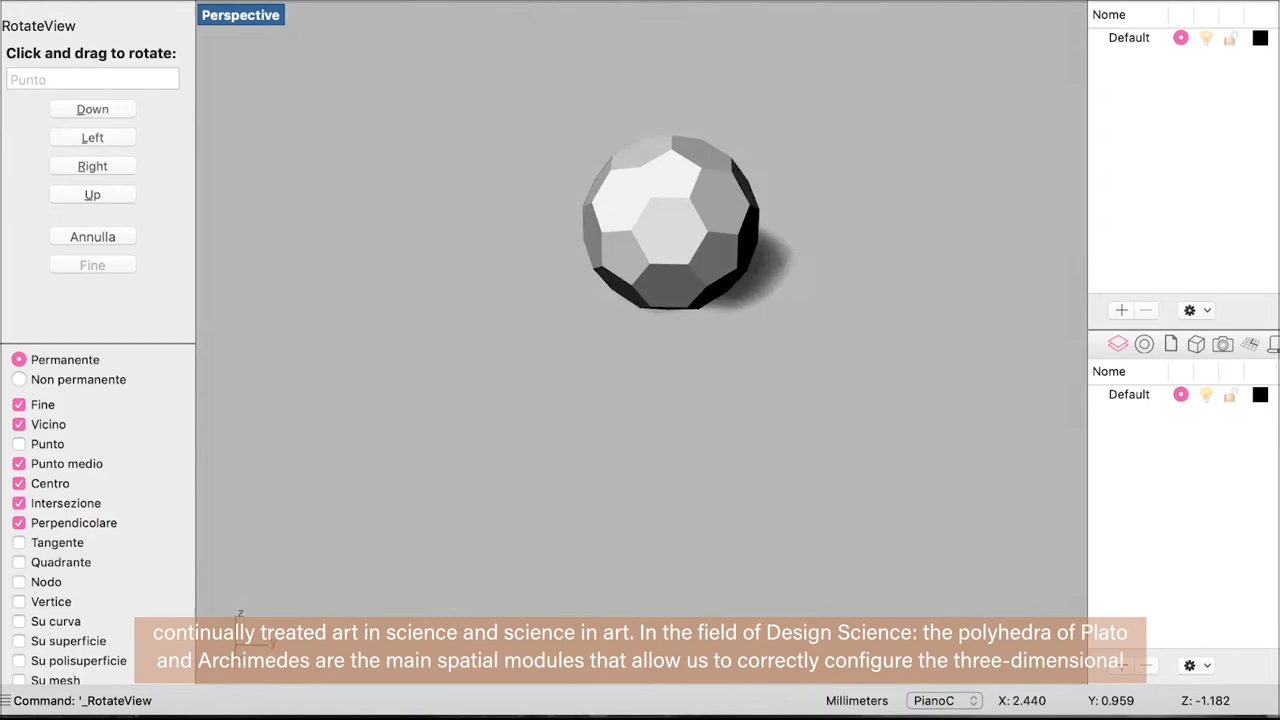 RotateView
Click and drag to rotate:
Punto
Down
Left
Right
Up
Annulla
Fine
Permanente
Non permanente
Fine
Vicino
Punto
Punto medio
Centro
Intersezione
Perpendicolare
Tangente
Quadrante
Nodo
Vertice
Su curva
Su superficie
Su polisuperficie
Su mesh
Perspective
z
y
Nome
Default
Nome
Default
continually treated art in science and science in art. In the field of Design Science: the polyhedra of Plato
and Archimedes are the main spatial modules that allow us to correctly configure the three-dimensional
Command: '_RotateView
Millimeters
PianoC
X: 2.440
Y: 0.959
Z: -1.182